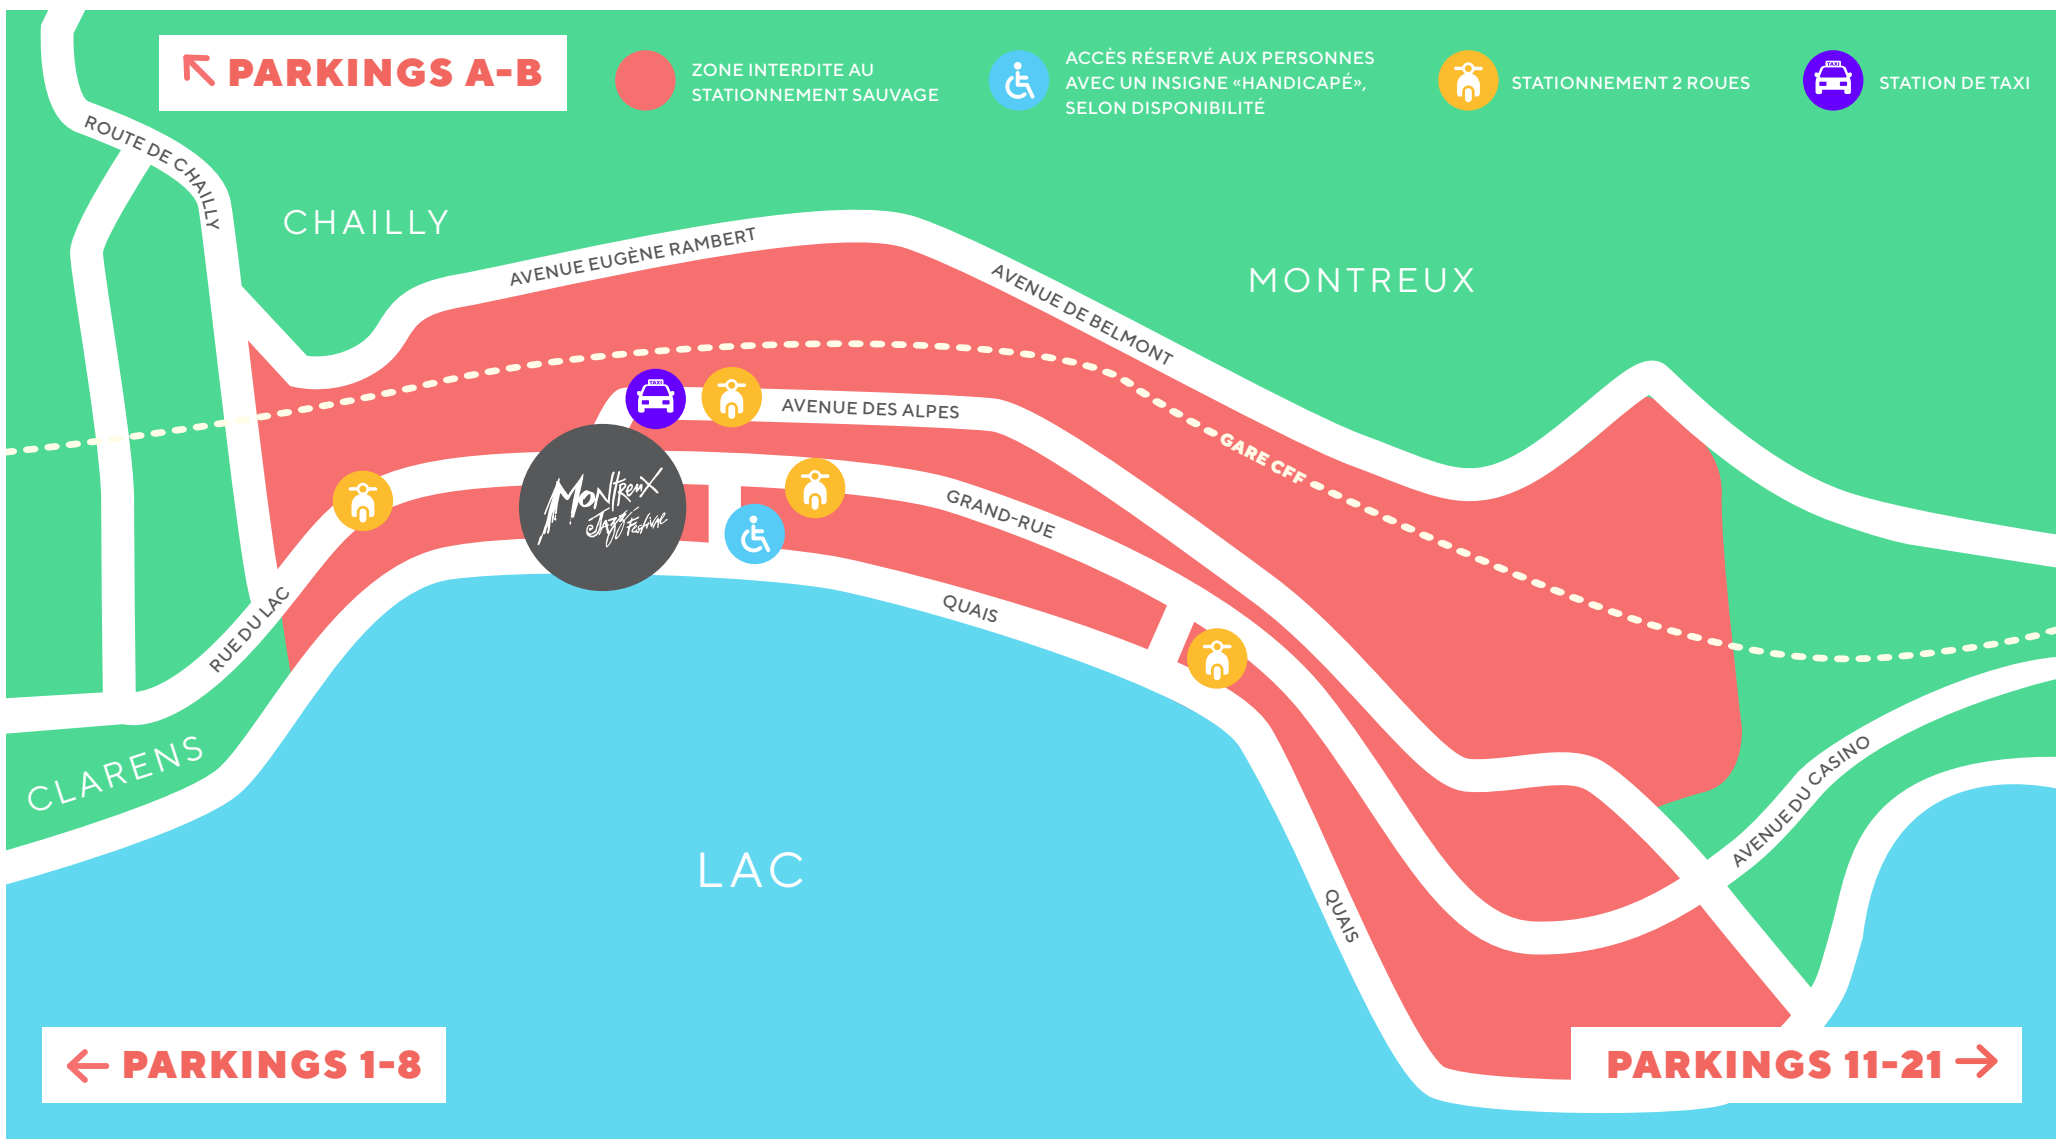 PARKINGS A-B
ZONE INTERDITE AU
STATIONNEMENT SAUVAGE
ACCÈS RÉSERVÉ AUX PERSONNES
AVEC UN INSIGNE «HANDICAPÉ»,
SELON DISPONIBILITÉ
STATIONNEMENT 2 ROUES
TAXI
STATION DE TAXI
ROUTE DE CHAILLY
CHAILLY
AVENUE EUGÈNE RAMBERT
AVENUE DE BELMONT
MONTREUX
TAXI
AVENUE DES ALPES
GARE CFF
MONTREUX
JAZZ Festival
GRAND-RUE
RUE DU LAC
QUAIS
CLARENS
AVENUE DU CASINO
LAC
QUAIS
PARKINGS 1-8
PARKINGS 11-21